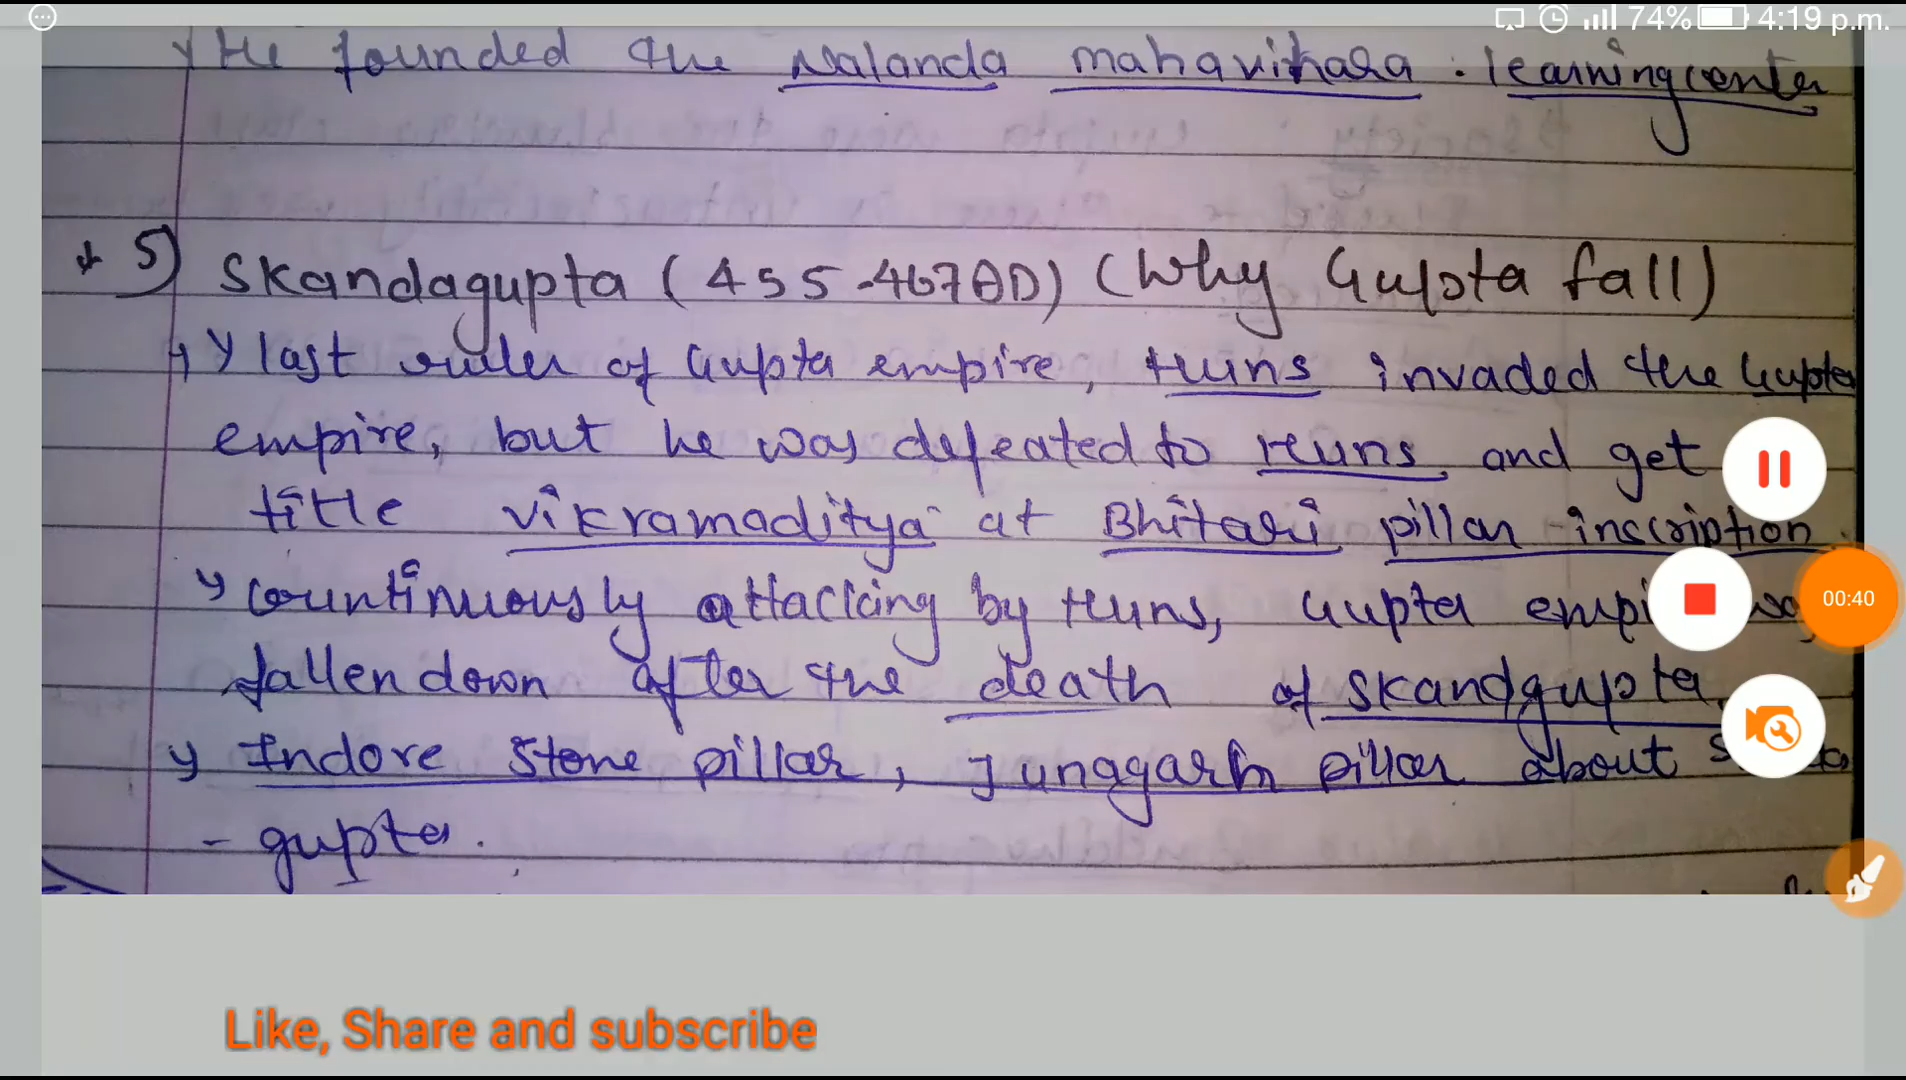 74% 4:19 p.m.
He founded the Nalanda mahavihara . learning center
5) Skandagupta (455-467AD) (Why Gupta fall)
last ruler of Gupta empire, Huns invaded the Gupta
empire, but he was defeated to Huns, and get
title vikramaditya at Bhitari pillar inscription.
countinuously attacking by Huns, Gupta
fallen down after the death of skandgupta.
Indore Stone pillar, Junagarh pillar about
- gupta.
00:40
Like, Share and subscribe